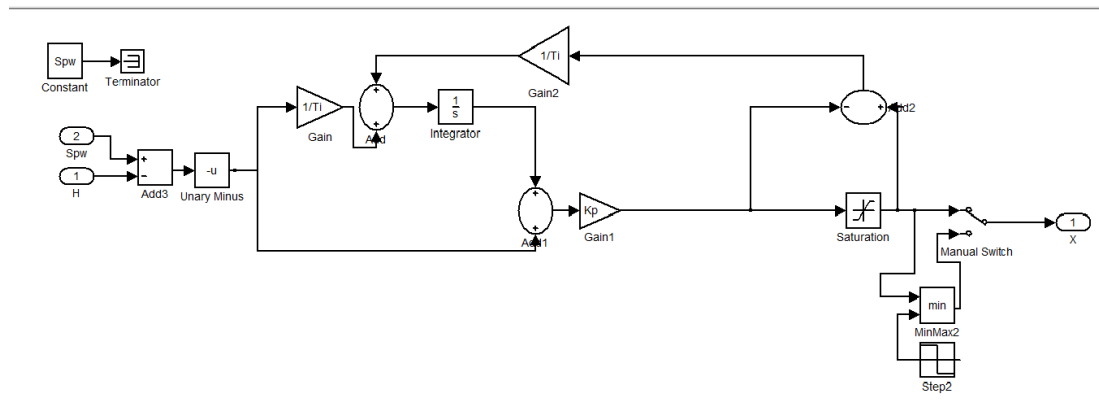 Spw
Constant
Terminator
1/Ti
Gain2
1/Ti
Gain
+
+
Add
1
s
Integrator
-
+
Add2
2
Spw
1
H
+
-
Add3
-u
Unary Minus
+
+
Add1
Kp
Gain1
Saturation
Manual Switch
1
X
min
MinMax2
Step2